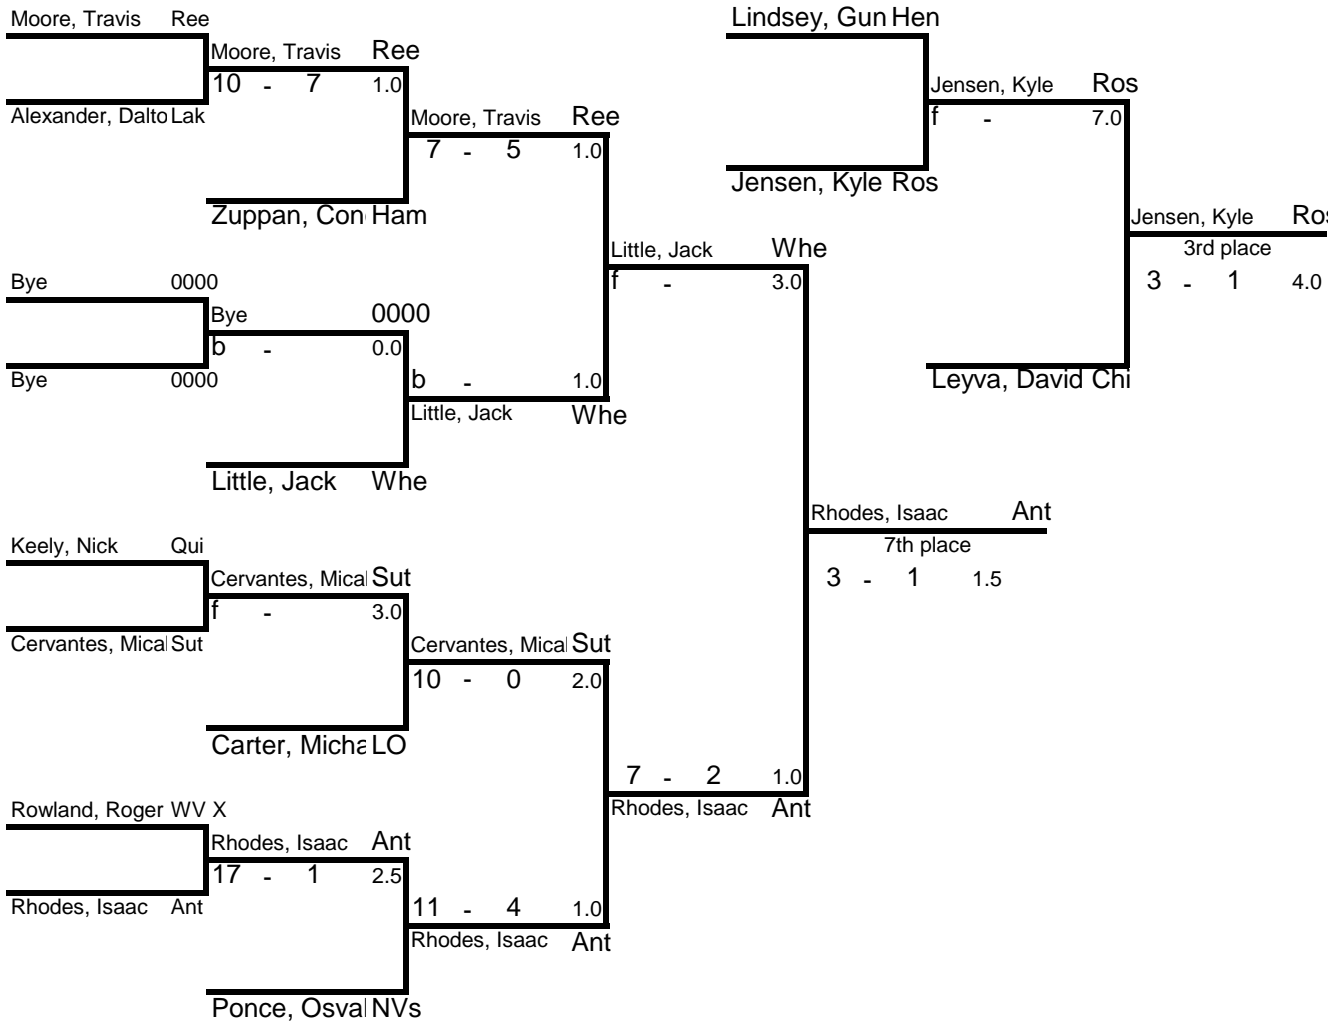 Moore, Travis Ree
Moore, Travis Ree
10 - 7 1.0
Alexander, Dalto Lak
Moore, Travis Ree
7 - 5 1.0
Zuppan, Con Ham
Little, Jack Whe
f - 3.0
Bye 0000
Bye 0000
b - 0.0
Bye 0000
b - 1.0
Little, Jack Whe
Little, Jack Whe
Rhodes, Isaac Ant
7th place
3 - 1 1.5
Keely, Nick Qui
Cervantes, Mica Sut
f - 3.0
Cervantes, Mica Sut
Cervantes, Mica Sut
10 - 0 2.0
Carter, Micha LO
7 - 2 1.0
Rhodes, Isaac Ant
Rowland, Roger WV X
Rhodes, Isaac Ant
17 - 1 2.5
Rhodes, Isaac Ant
11 - 4 1.0
Rhodes, Isaac Ant
Ponce, Osva NVs
Lindsey, Gun Hen
Jensen, Kyle Ros
f - 7.0
Jensen, Kyle Ros
Jensen, Kyle Ros
3rd place
3 - 1 4.0
Leyva, David Chi